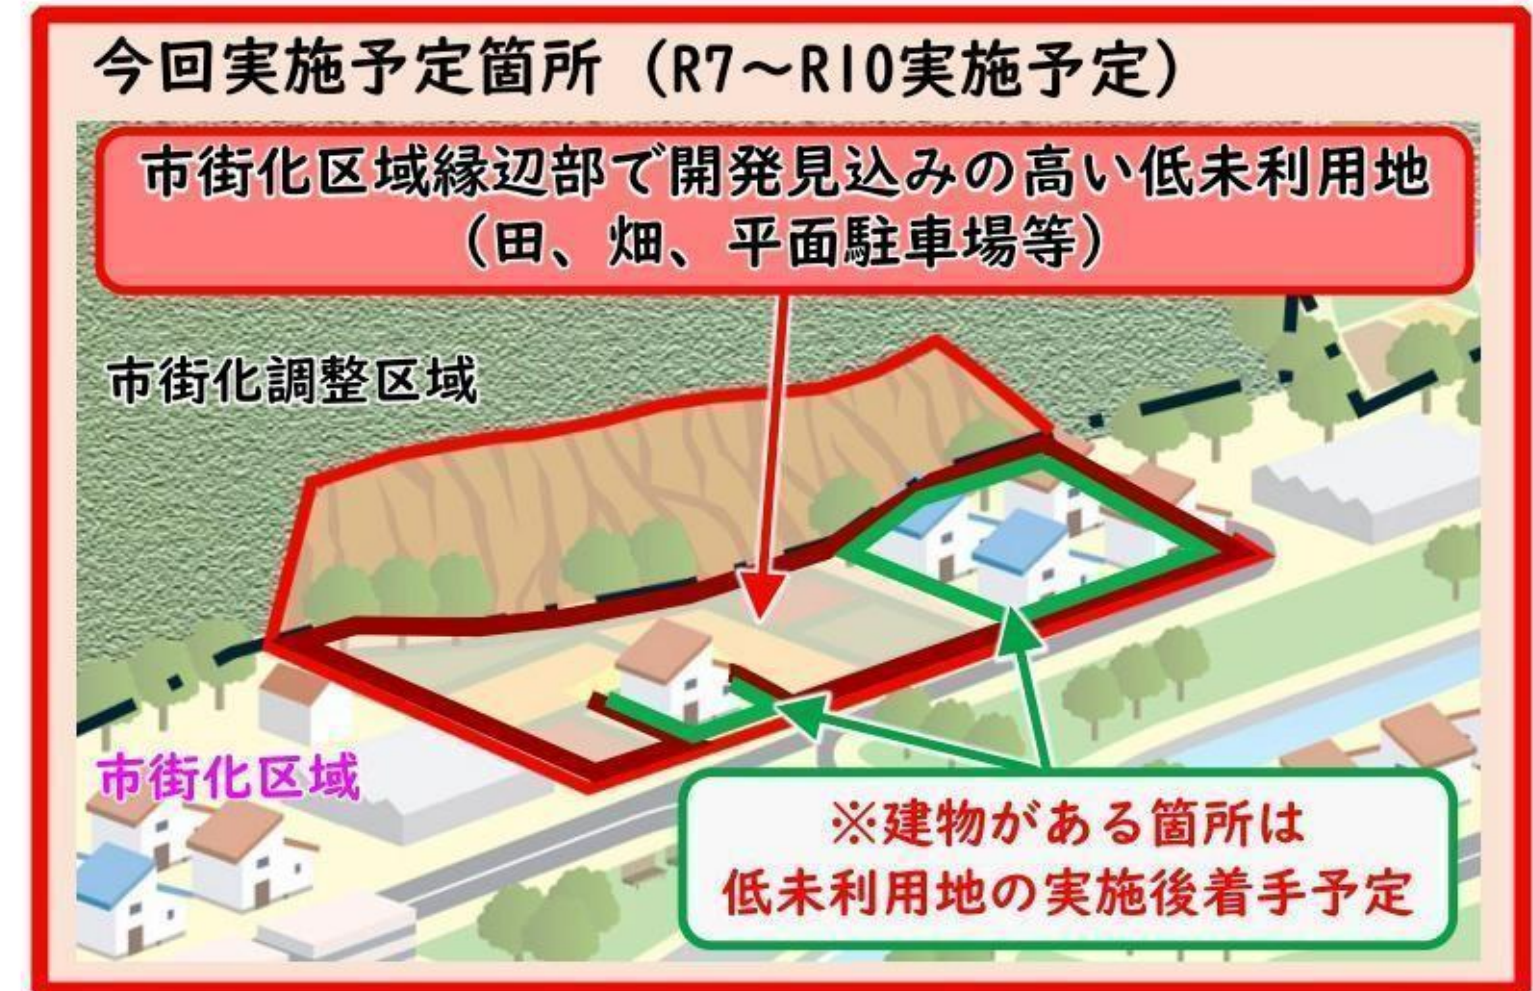 今回実施予定箇所（R7～R10実施予定）
市街化区域縁辺部で開発見込みの高い低未利用地
（田、畑、平面駐車場等）
市街化調整区域
市街化区域
※建物がある箇所は
低未利用地の実施後着手予定